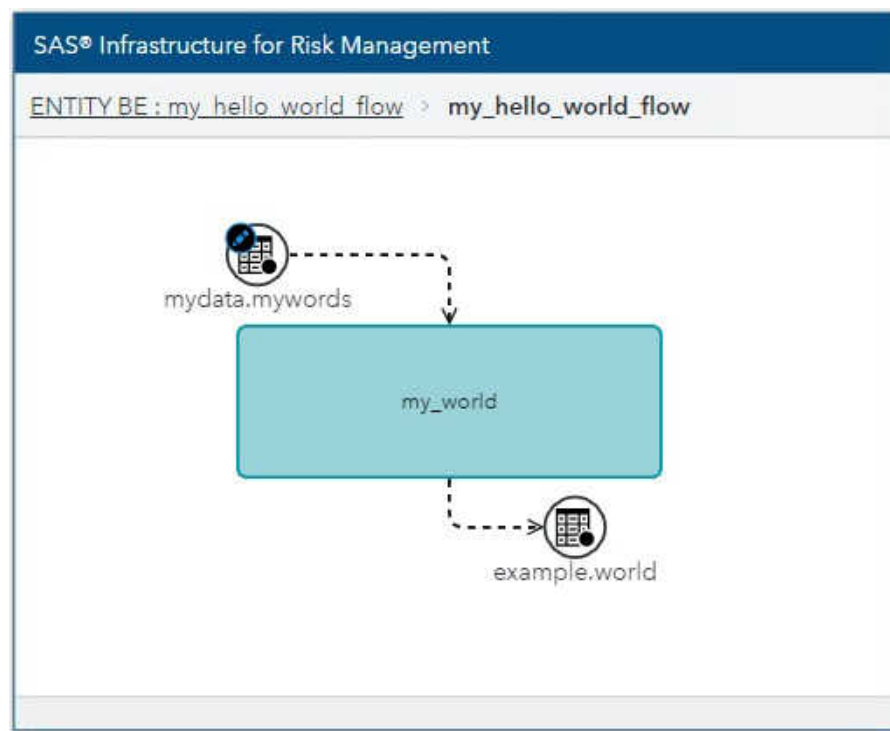 SAS® Infrastructure for Risk Management
ENTITY BE : my_hello_world_flow > my_hello_world_flow
mydata.mywords
my_world
example.world